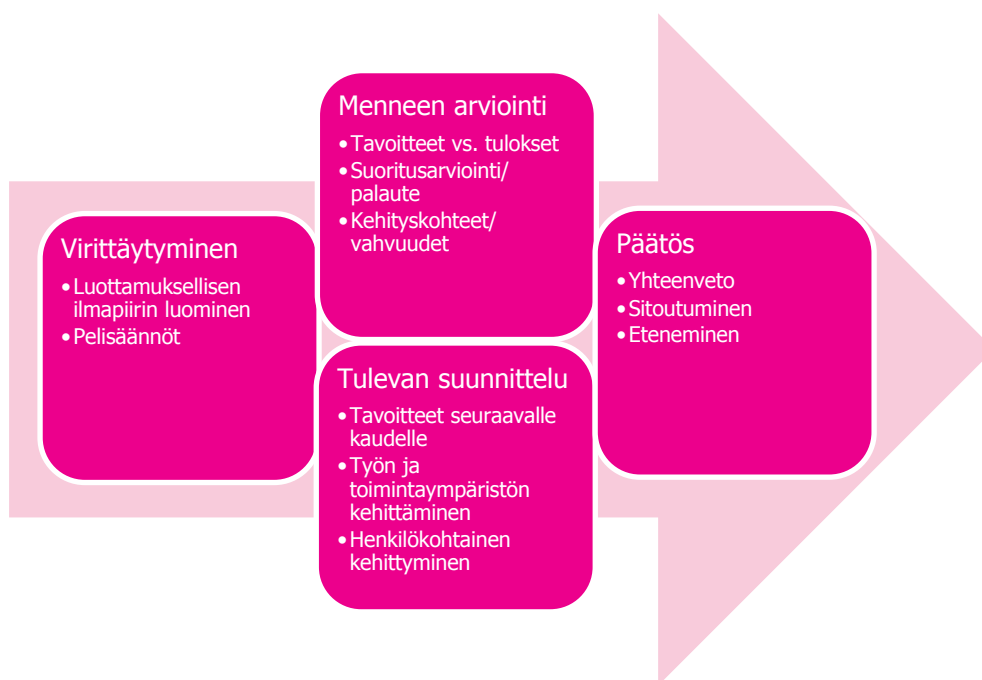 Virittäytyminen
•Luottamuksellisen
ilmapiirin luominen
•Pelisäännöt
Menneen arviointi
•Tavoitteet vs. tulokset
•Suoritusarviointi/
palaute
•Kehityskohteet/
vahvuudet
Tulevan suunnittelu
•Tavoitteet seuraavalle
kaudelle
•Työn ja
toimintaympäristön
kehittäminen
•Henkilökohtainen
kehittyminen
Päätös
•Yhteenveto
•Sitoutuminen
•Eteneminen